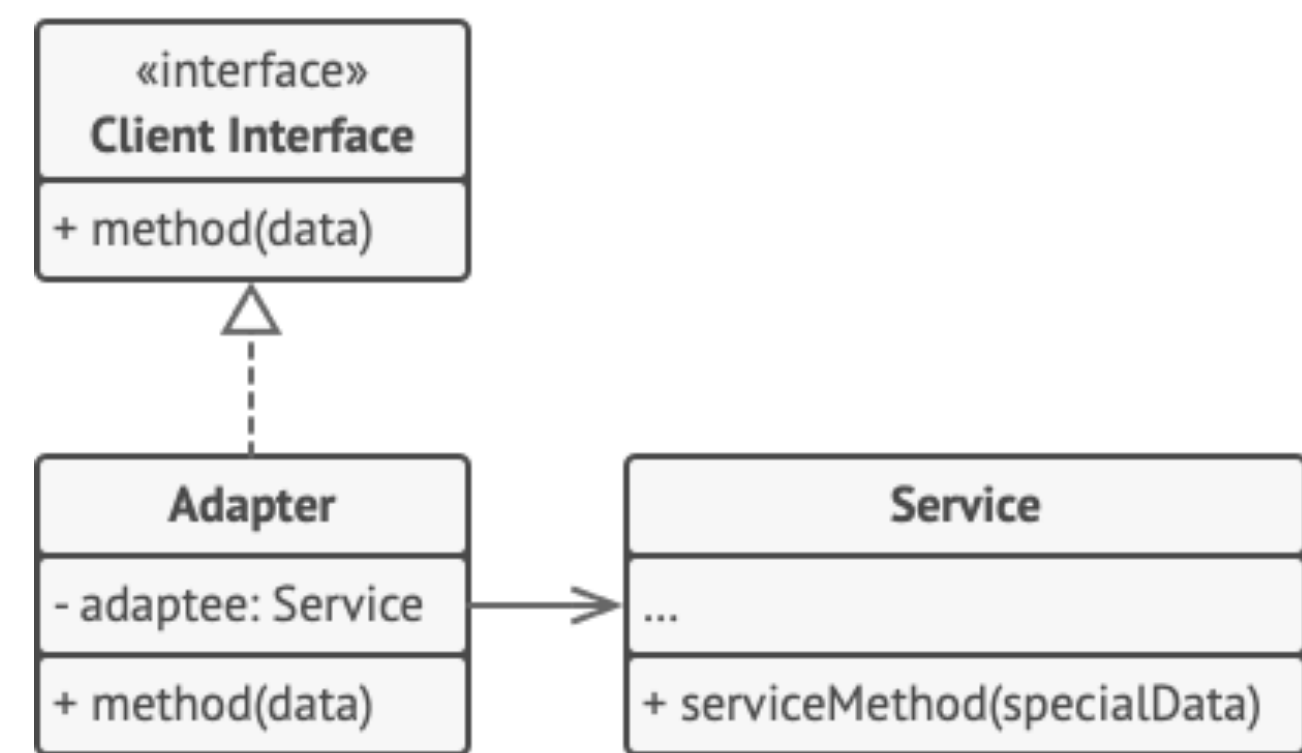 «interface»
Client Interface
+ method(data)
Adapter
- adaptee: Service
+ method(data)
Service
...
+ serviceMethod(specialData)